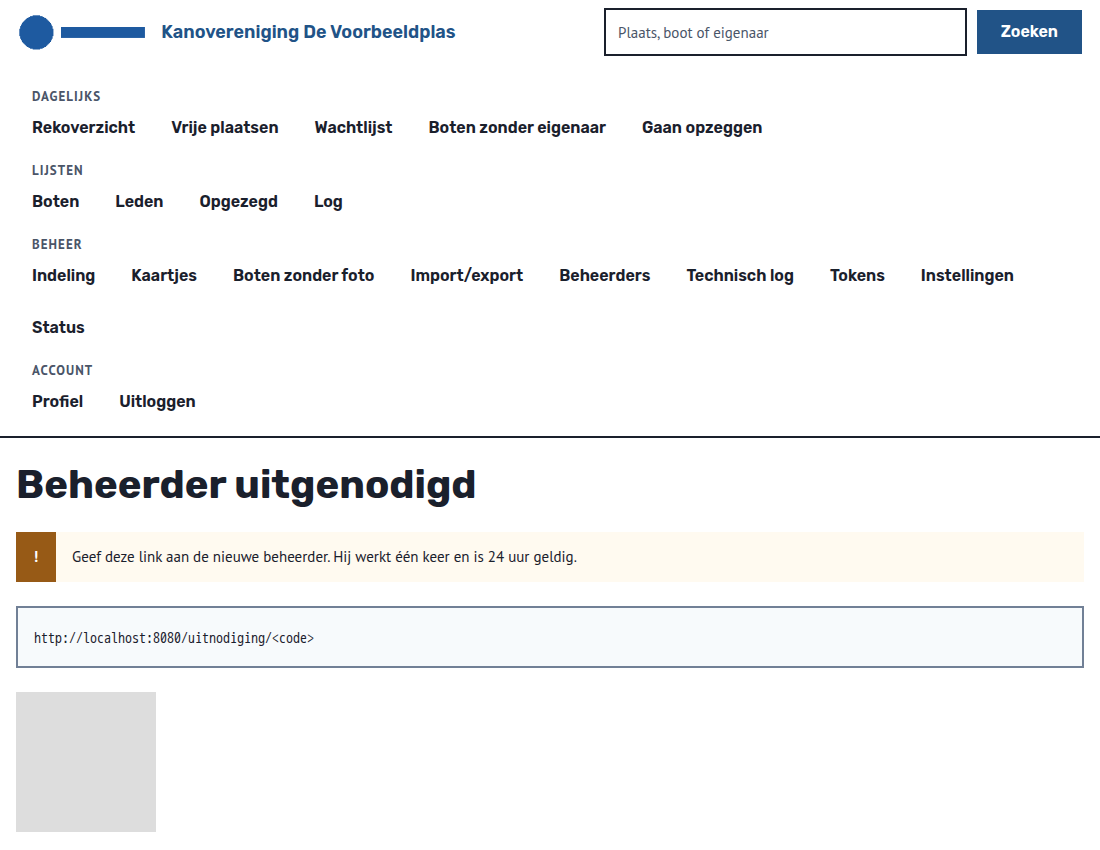 Kanovereniging De Voorbeeldplas
Plaats, boot of eigenaar
Zoeken
DAGELIJKS
Rekoverzicht Vrije plaatsen Wachtlijst Boten zonder eigenaar Gaan opzeggen
LIJSTEN
Boten Leden Opgezegd Log
BEHEER
Indeling Kaartjes Boten zonder foto Import/export Beheerders Technisch log Tokens Instellingen
Status
ACCOUNT
Profiel Uitloggen
Beheerder uitgenodigd
! Geef deze link aan de nieuwe beheerder. Hij werkt één keer en is 24 uur geldig.
http://localhost:8080/uitnodiging/<code>